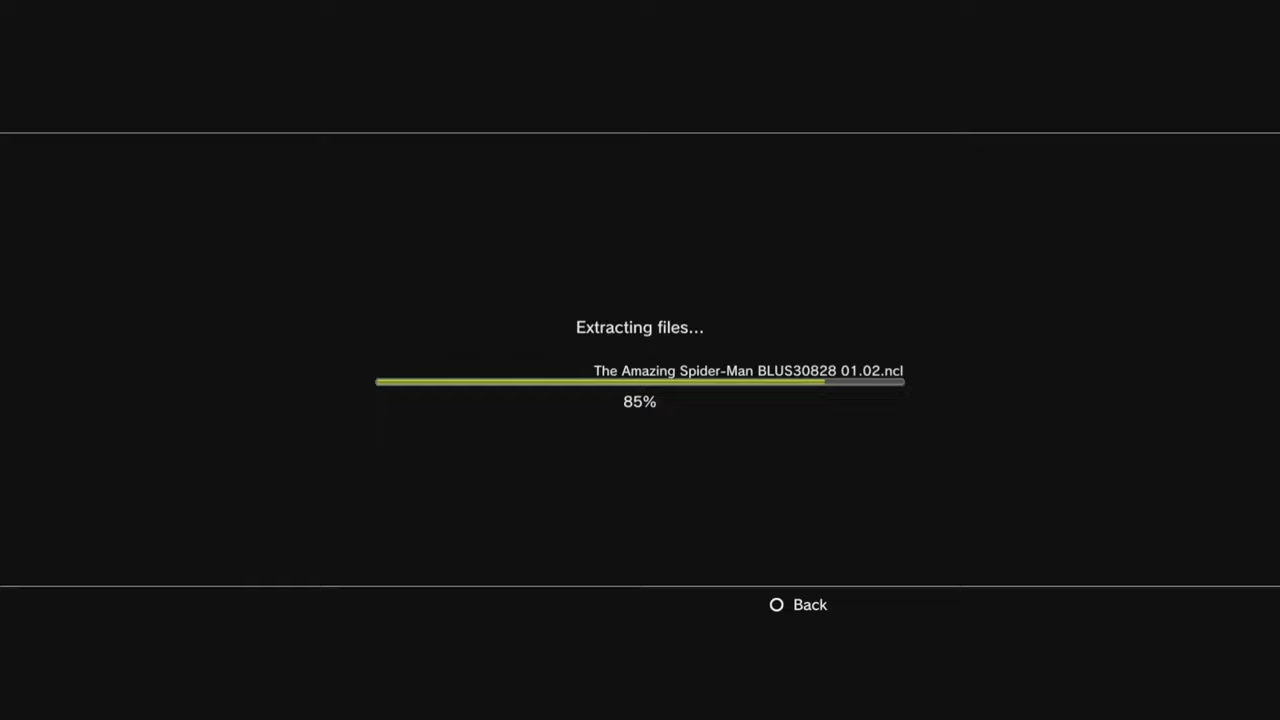 Extracting files...
The Amazing Spider-Man BLUS30828 01.02.ncl
85%
Back